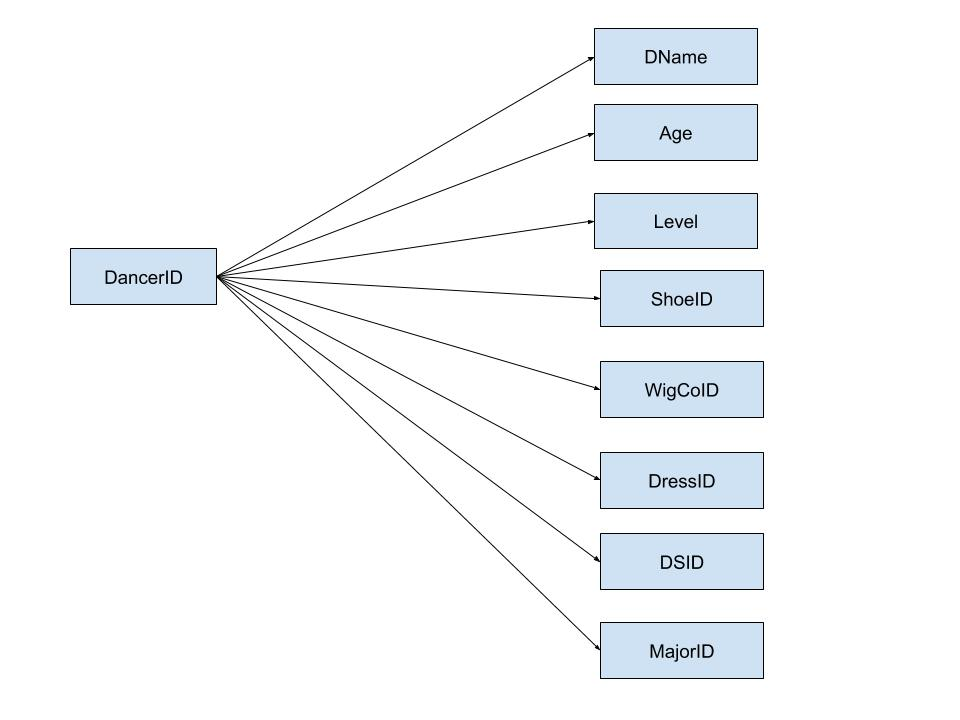 DName
Age
Level
DancerID
ShoeID
WigCoID
DressID
DSID
MajorID